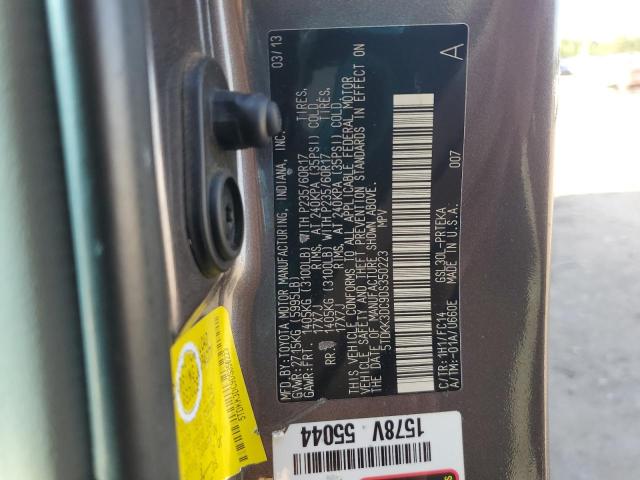 MFD. BY: TOYOTA MOTOR MANUFACTURING, INDIANA, INC. 03/13
GVWR: 2715KG (5985LB)
GAWR: FRT 1405KG (3100LB) WITH P235/60R17 TIRES,
17X7J RIMS, AT 240KPA (35PSI) COLD,
RR. 1405KG (3100LB) WITH P235/60R17 TIRES,
17X7J RIMS, AT 240KPA (35PSI) COLD,
THIS VEHICLE CONFORMS TO ALL APPLICABLE FEDERAL MOTOR
VEHICLE SAFETY AND THEFT PREVENTION STANDARDS IN EFFECT ON
THE DATE OF MANUFACTURE SHOWN ABOVE.
5TDKK3DC9DS350223 MPV
A
007
C/TR: 1H1/FC14 GSL30L-PRTEKA
A/TM: -01A/U660E MADE IN U.S.A.
5TDKK3DC9DS350223
1578V
55044